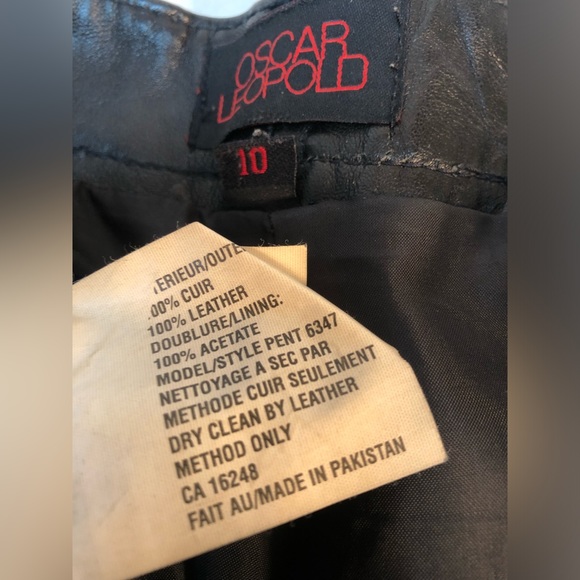 OSCAR
LEOPOLD
10
ERIEUR/OUTE
100% CUIR
100% LEATHER
DOUBLURE/LINING:
100% ACETATE
MODEL/STYLE PENT 6347
NETTOYAGE A SEC PAR
METHODE CUIR SEULEMENT
DRY CLEAN BY LEATHER
METHOD ONLY
CA 16248
FAIT AU/MADE IN PAKISTAN